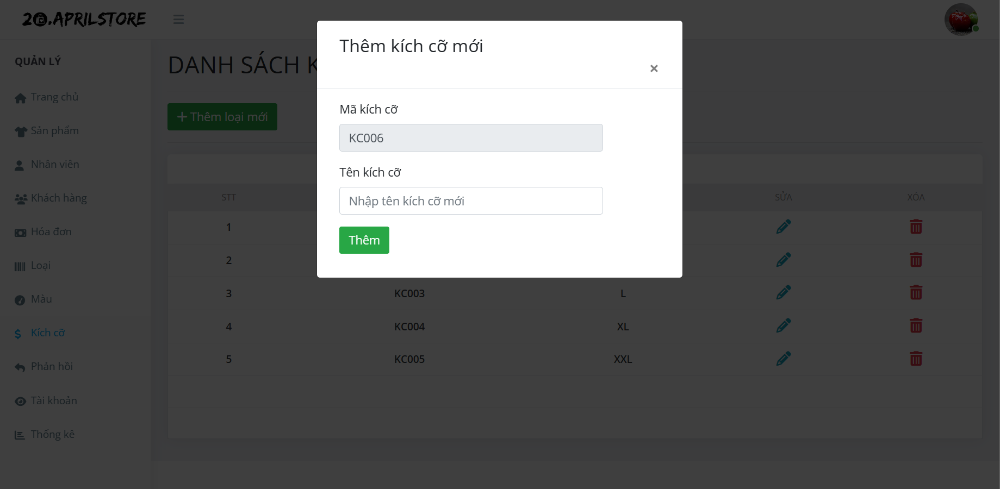 20.APRILSTORE
QUẢN LÝ
Trang chủ
Sản phẩm
Nhân viên
Khách hàng
Hóa đơn
Loại
Màu
Kích cỡ
Phản hồi
Tài khoản
Thống kê
DANH SÁCH K
Thêm loại mới
Thêm kích cỡ mới
×
Mã kích cỡ
KC006
Tên kích cỡ
Nhập tên kích cỡ mới
Thêm
STT SỬA XÓA
1
2
3 KC003 L
4 KC004 XL
5 KC005 XXL